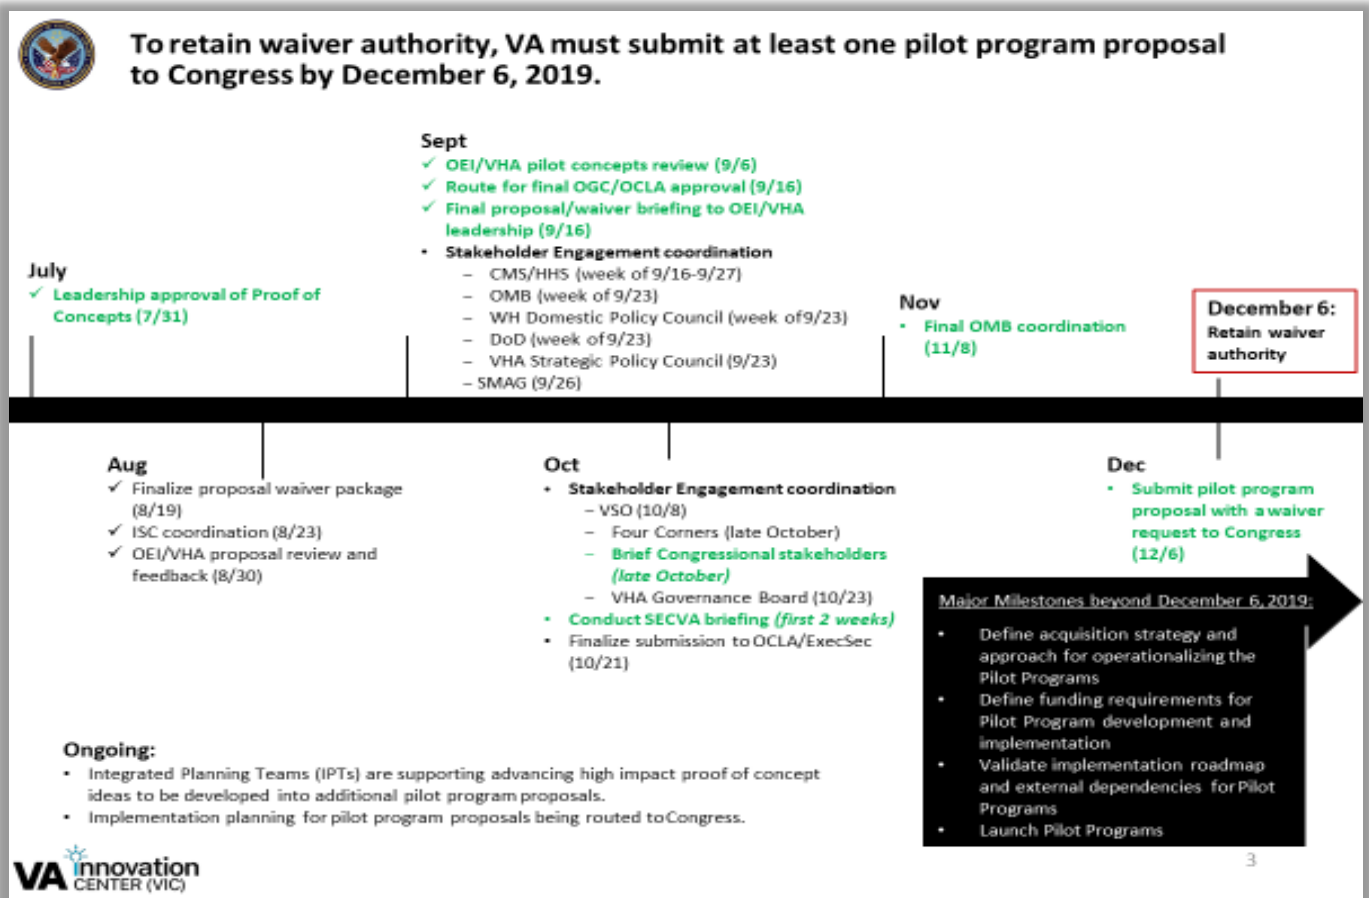 To retain waiver authority, VA must submit at least one pilot program proposal
to Congress by December 6, 2019.
Sept
✓ OEI/VHA pilot concepts review (9/6)
✓ Route for final OGC/OCLA approval (9/16)
✓ Final proposal/waiver briefing to OEI/VHA
leadership (9/16)
• Stakeholder Engagement coordination
– CMS/HHS (week of 9/16-9/27)
– OMB (week of 9/23)
– WH Domestic Policy Council (week of 9/23)
– DoD (week of 9/23)
– VHA Strategic Policy Council (9/23)
– SMAG (9/26)
July
✓ Leadership approval of Proof of
Concepts (7/31)
Nov
• Final OMB coordination
(11/8)
December 6:
Retain waiver
authority
Aug
✓ Finalize proposal waiver package
(8/19)
✓ ISC coordination (8/23)
✓ OEI/VHA proposal review and
feedback (8/30)
Oct
• Stakeholder Engagement coordination
– VSO (10/8)
– Four Corners (late October)
– Brief Congressional stakeholders
(late October)
– VHA Governance Board (10/23)
• Conduct SECVA briefing (first 2 weeks)
• Finalize submission to OCLA/ExecSec
(10/21)
Dec
• Submit pilot program
proposal with a waiver
request to Congress
(12/6)
Major Milestones beyond December 6, 2019:
• Define acquisition strategy and
approach for operationalizing the
Pilot Programs
• Define funding requirements for
Pilot Program development and
implementation
• Validate implementation roadmap
and external dependencies for Pilot
Programs
• Launch Pilot Programs
Ongoing:
• Integrated Planning Teams (IPTs) are supporting advancing high impact proof of concept
ideas to be developed into additional pilot program proposals.
• Implementation planning for pilot program proposals being routed to Congress.
VA innovation
CENTER (VIC)
3